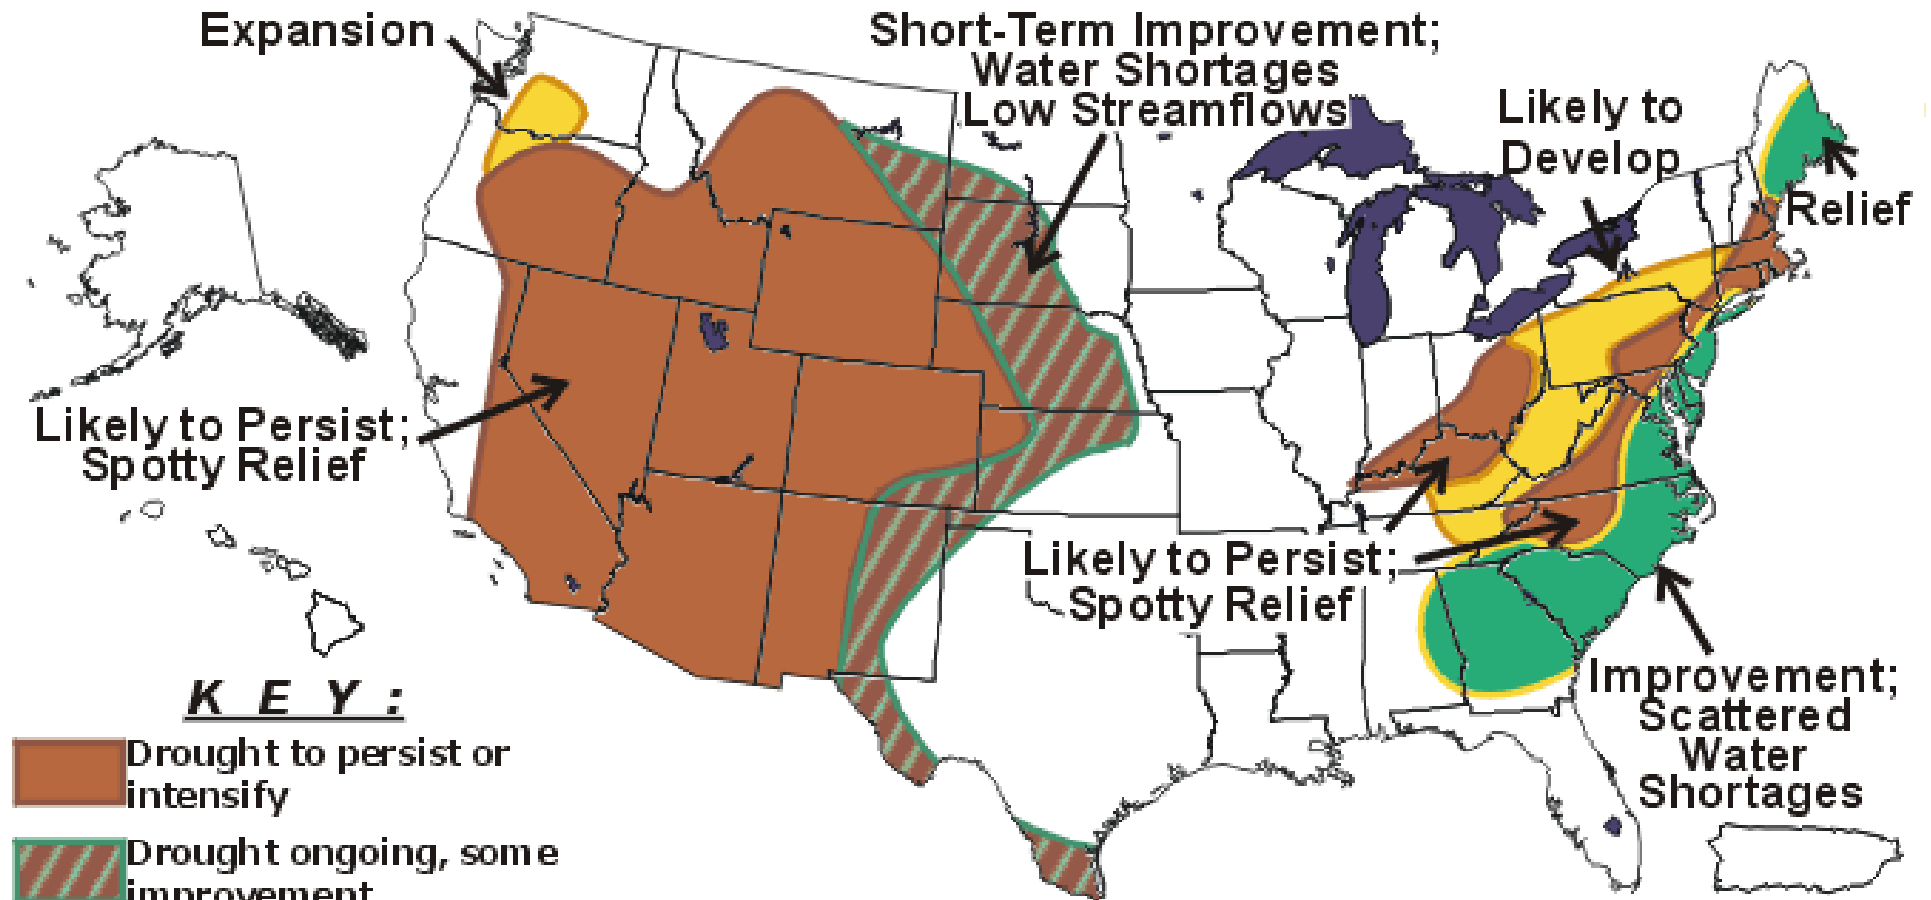 Expansion
Short-Term Improvement;
Water Shortages
Low Streamflows
Likely to
Develop
Relief
Likely to Persist;
Spotty Relief
Likely to Persist;
Spotty Relief
Improvement;
Scattered
Water
Shortages
K E Y :
Drought to persist or
intensify
Drought ongoing, some
improvement